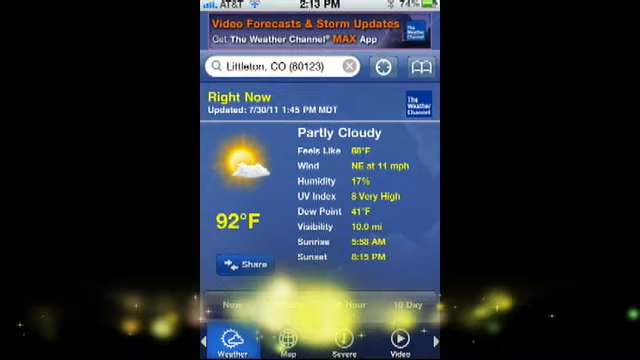 AT&T 2:13 PM 74%
Video Forecasts & Storm Updates
Get The Weather Channel® MAX App
The Weather Channel
Littleton, CO (80123)
Right Now
Updated: 7/30/11 1:45 PM MDT
The Weather Channel
Partly Cloudy
Feels Like
Wind NE at 11 mph
Humidity 17%
UV Index 8 Very High
Dew Point 41°F
Visibility 10.0 mi
Sunrise 5:58 AM
Sunset 8:15 PM
92°F
Share
Now Hour 10 Day
Weather Map Severe Video